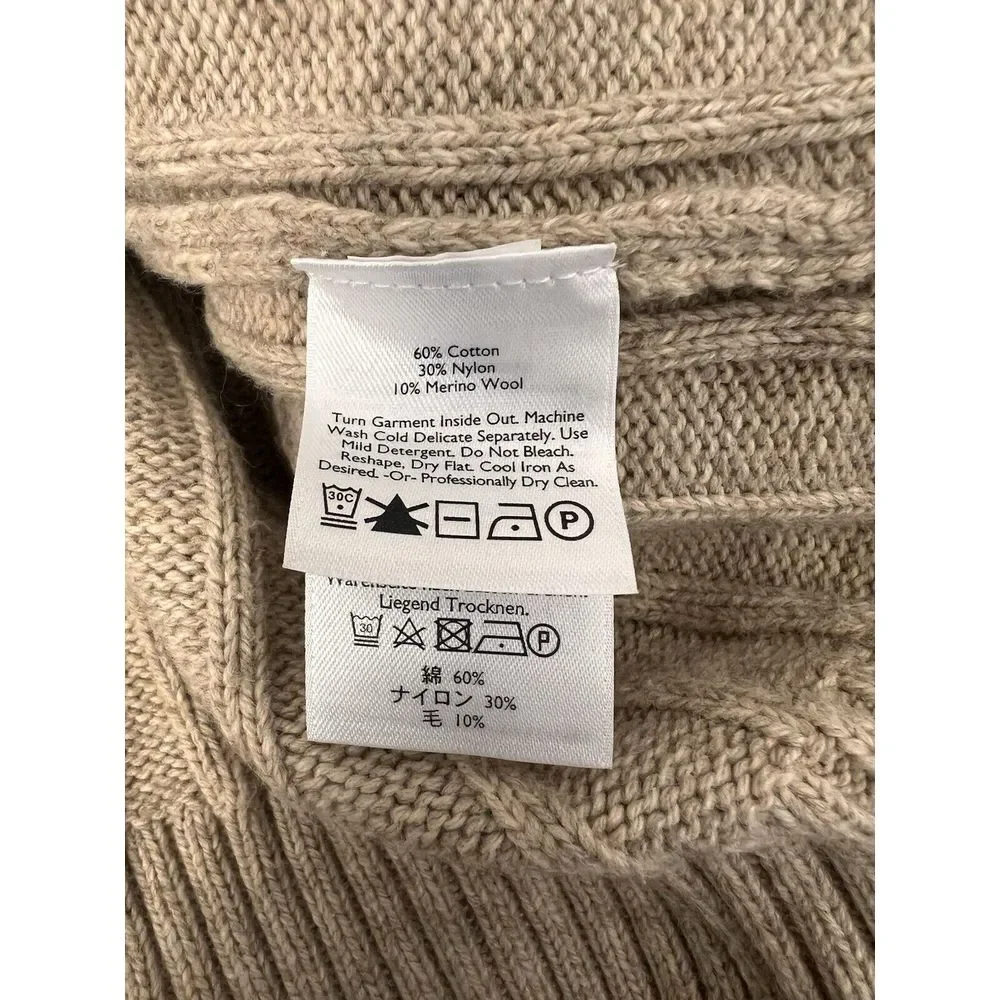 60% Cotton
30% Nylon
10% Merino Wool
Turn Garment Inside Out. Machine
Wash Cold Delicate Separately. Use
Mild Detergent. Do Not Bleach.
Reshape, Dry Flat. Cool Iron As
Desired. -Or- Professionally Dry Clean.
30C P
Liegend Trocknen.
30 P
綿 60%
ナイロン 30%
毛 10%